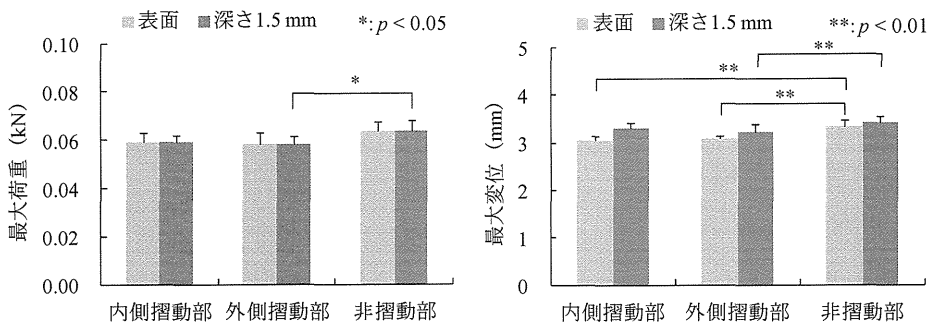 表面 深さ1.5 mm *: p < 0.05
0.10
0.08
0.06
0.04
0.02
0.00
最大荷重 (kN)
*
内側摺動部 外側摺動部 非摺動部
表面 深さ1.5 mm **: p < 0.01
5
4
3
2
1
0
最大変位 (mm)
**
**
**
内側摺動部 外側摺動部 非摺動部